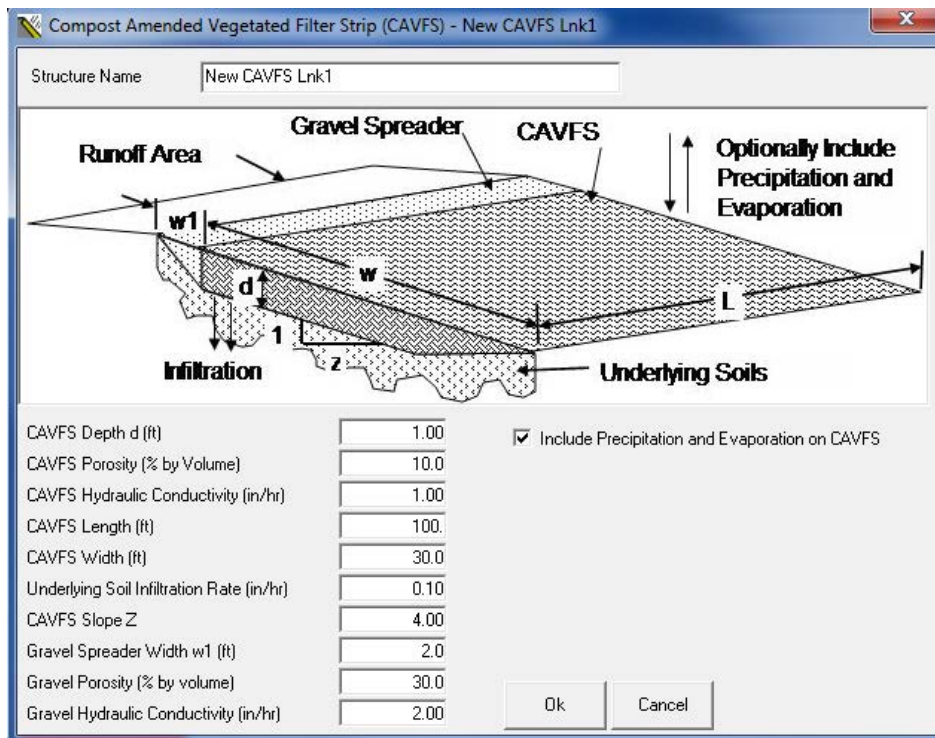 Compost Amended Vegetated Filter Strip (CAVFS) - New CAVFS Lnk1
Structure Name New CAVFS Lnk1
Gravel Spreader
CAVFS
Runoff Area
Optionally Include
Precipitation and
Evaporation
w1
w
d
L
1
z
Infiltration
Underlying Soils
CAVFS Depth d (ft) 1.00
Include Precipitation and Evaporation on CAVFS
CAVFS Porosity (% by Volume) 10.0
CAVFS Hydraulic Conductivity (in/hr) 1.00
CAVFS Length (ft) 100.
CAVFS Width (ft) 30.0
Underlying Soil Infiltration Rate (in/hr) 0.10
CAVFS Slope Z 4.00
Gravel Spreader Width w1 (ft) 2.0
Gravel Porosity (% by volume) 30.0
Gravel Hydraulic Conductivity (in/hr) 2.00
Ok
Cancel